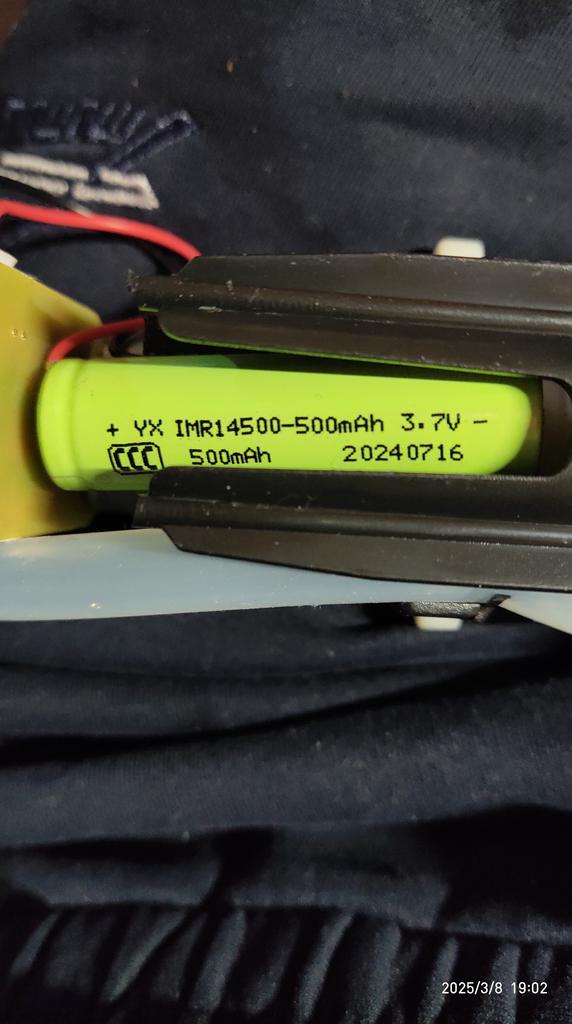 + YX IMR14500-500mAh 3.7V -
CCC 500mAh 20240716
2025/3/8 19:02